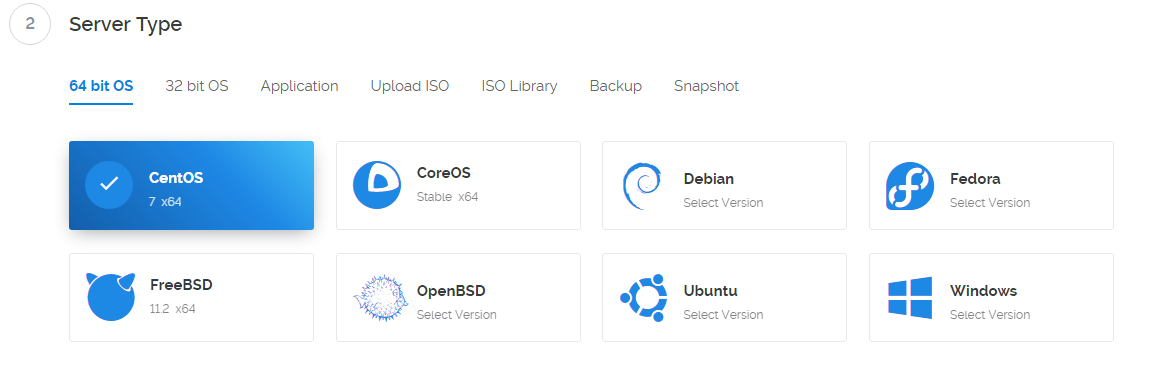 2 Server Type
64 bit OS 32 bit OS Application Upload ISO ISO Library Backup Snapshot
CentOS
7 x64
CoreOS
Stable x64
Debian
Select Version
Fedora
Select Version
FreeBSD
11.2 x64
OpenBSD
Select Version
Ubuntu
Select Version
Windows
Select Version